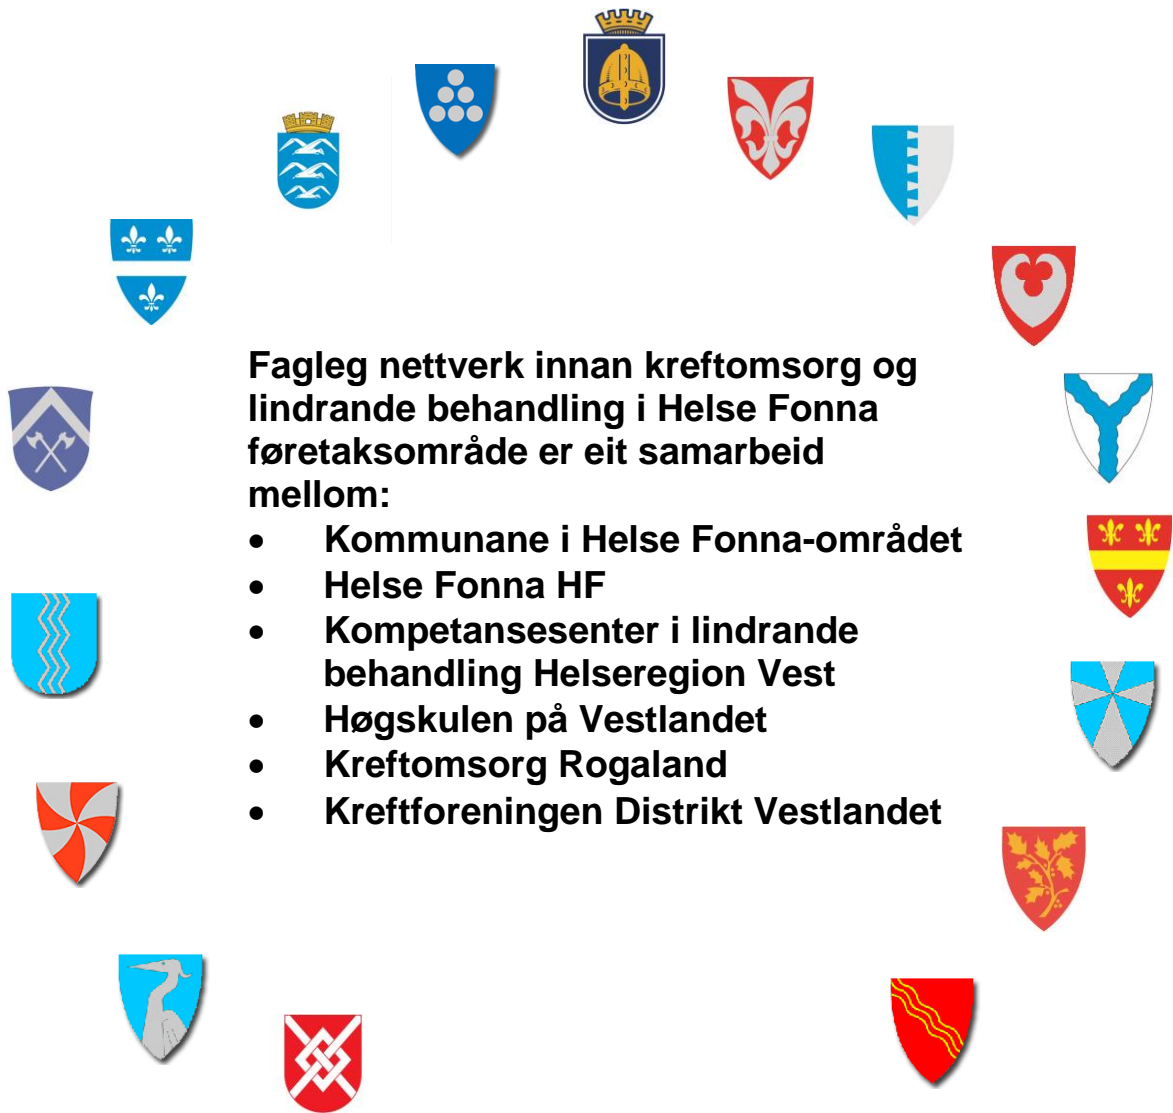 Fagleg nettverk innan kreftomsorg og
lindrande behandling i Helse Fonna
føretaksområde er eit samarbeid
mellom:
• Kommunane i Helse Fonna-området
• Helse Fonna HF
• Kompetansesenter i lindrande
behandling Helseregion Vest
• Høgskulen på Vestlandet
• Kreftomsorg Rogaland
• Kreftforeningen Distrikt Vestlandet